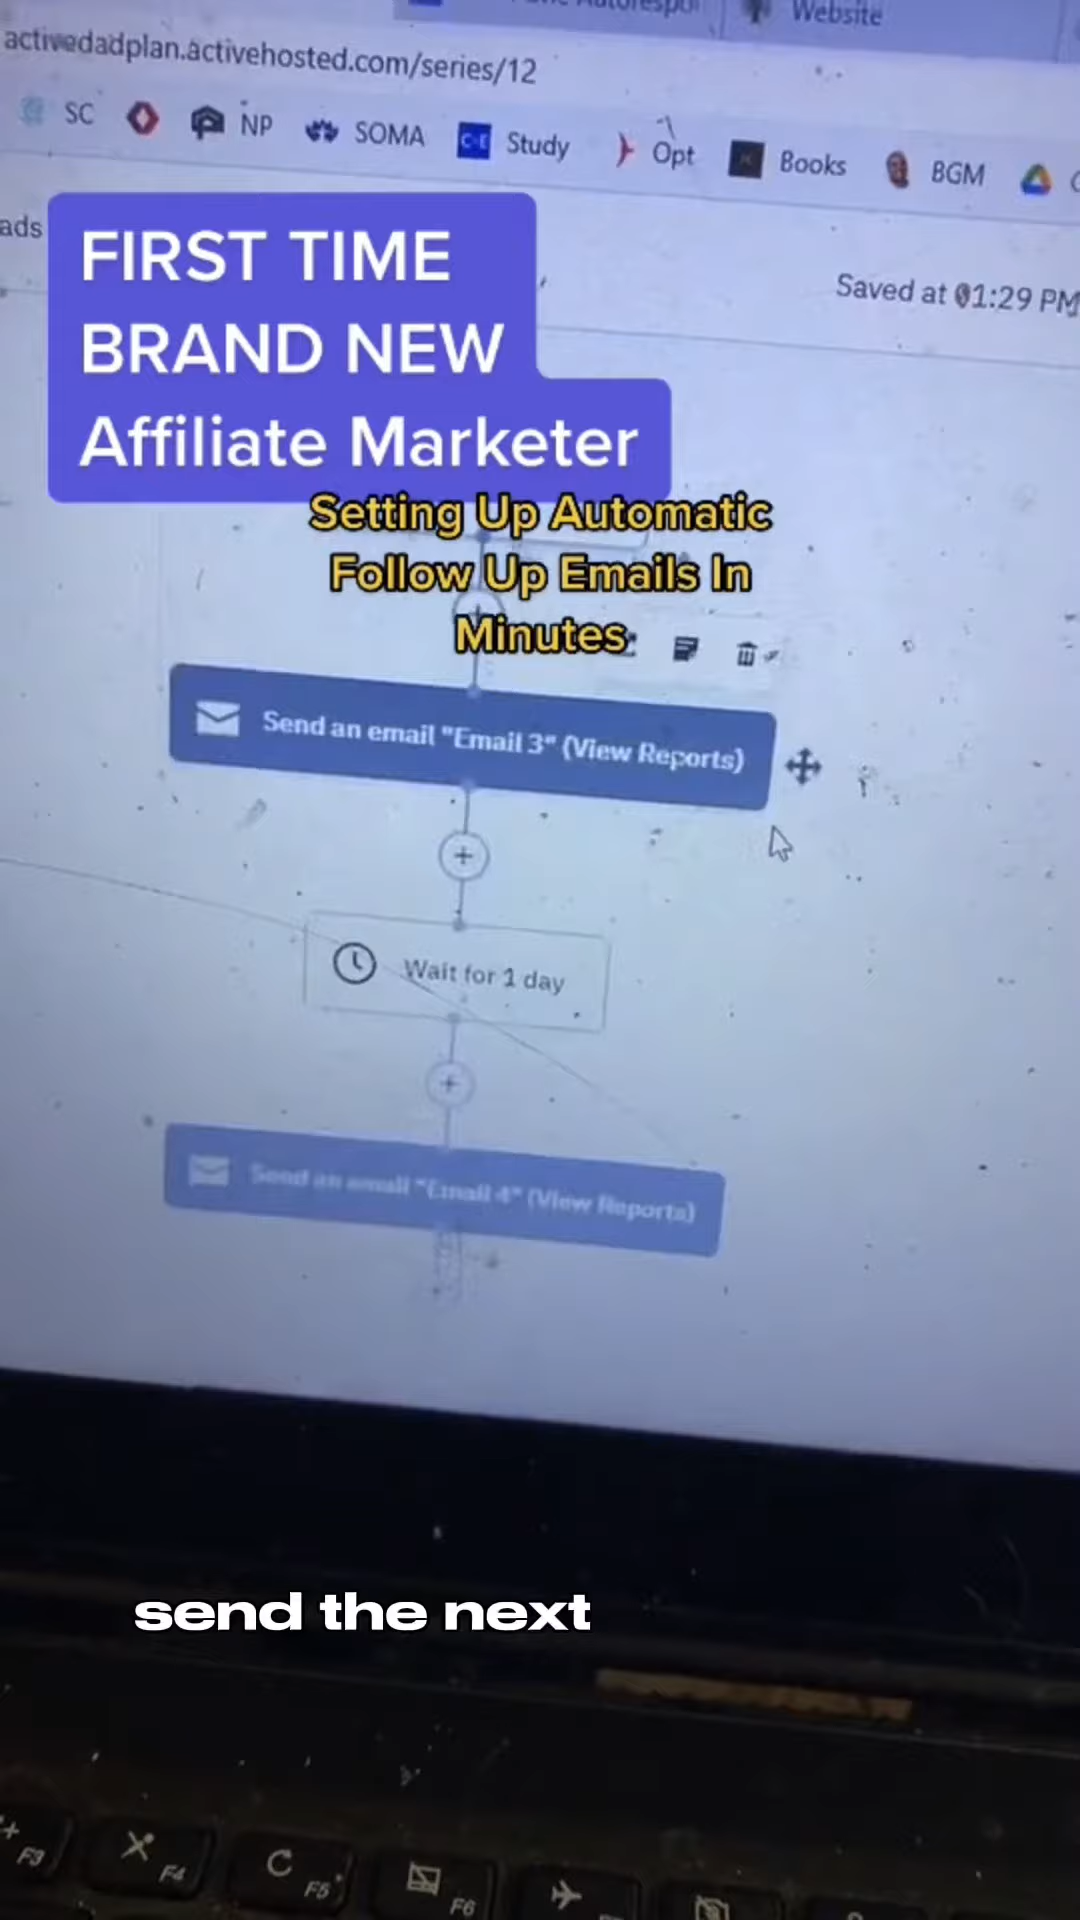 Website
activedadplan.activehosted.com/series/12
SC
NP
SOMA
C-E
Study
Opt
Books
BGM
ads
FIRST TIME
BRAND NEW
Affiliate Marketer
Saved at 01:29 PM
Setting Up Automatic
Follow Up Emails In
Minutes
Send an email "Email 3" (View Reports)
Wait for 1 day
Send an email "Email 4" (View Reports)
send the next
F3
F4
C
F5
F6